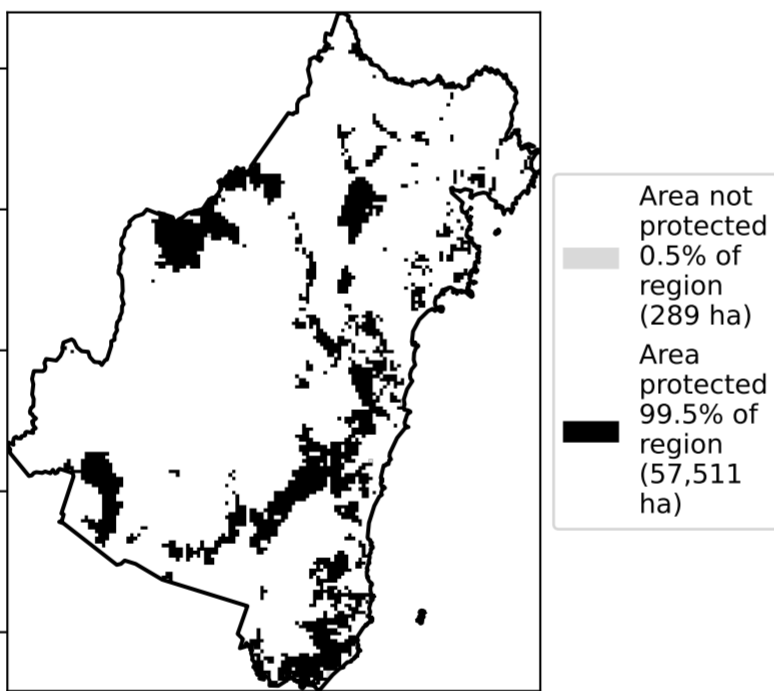 Area not
protected
0.5% of
region
(289 ha)
Area
protected
99.5% of
region
(57,511
ha)